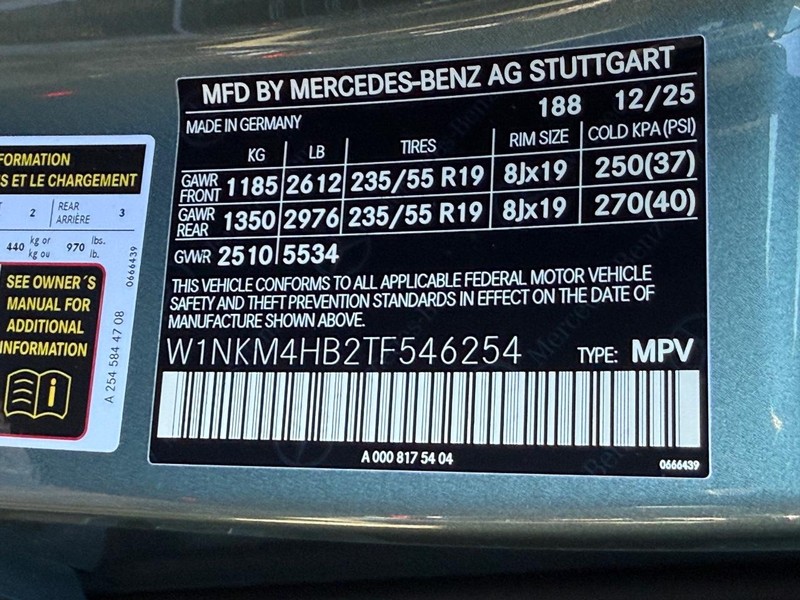 FORMATION
S ET LE CHARGEMENT
2 REAR ARRIÈRE 3
440 kg or kg ou 970 lbs. lb.
SEE OWNER´S
MANUAL FOR
ADDITIONAL
INFORMATION
i
0666439
A 254 584 47 08
MFD BY MERCEDES-BENZ AG STUTTGART
188 12/25
MADE IN GERMANY
KG LB TIRES RIM SIZE COLD KPA (PSI)
GAWR FRONT 1185 2612 235/55 R19 8Jx19 250(37)
GAWR REAR 1350 2976 235/55 R19 8Jx19 270(40)
GVWR 2510 5534
THIS VEHICLE CONFORMS TO ALL APPLICABLE FEDERAL MOTOR VEHICLE
SAFETY AND THEFT PREVENTION STANDARDS IN EFFECT ON THE DATE OF
MANUFACTURE SHOWN ABOVE.
W1NKM4HB2TF546254 TYPE: MPV
A 000 817 54 04
0666439